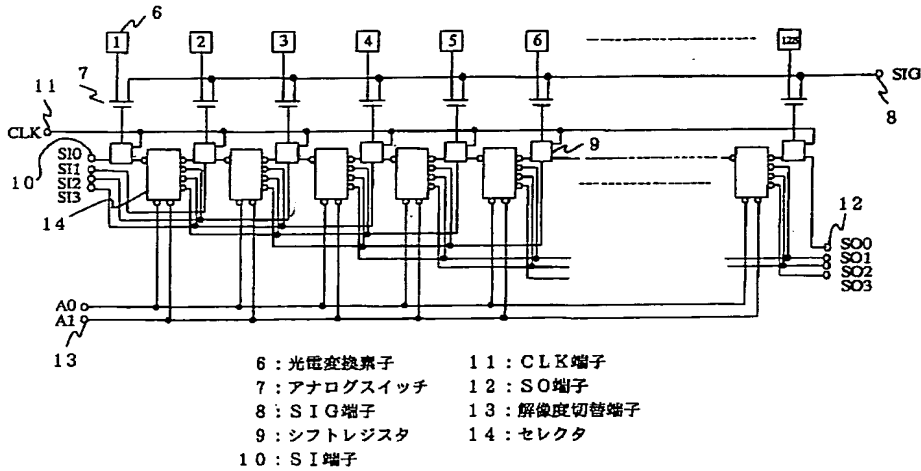 6
1 2 3 4 5 6
7
11
SIG
8
CLK
SI0
9
10
SI1
SI2
SI3
14
12
SO0
SO1
SO2
SO3
A0
A1
13
6：光電変換素子 11：CLK端子
7：アナログスイッチ 12：SO端子
8：SIG端子 13：解像度切替端子
9：シフトレジスタ 14：セレクタ
10：SI端子